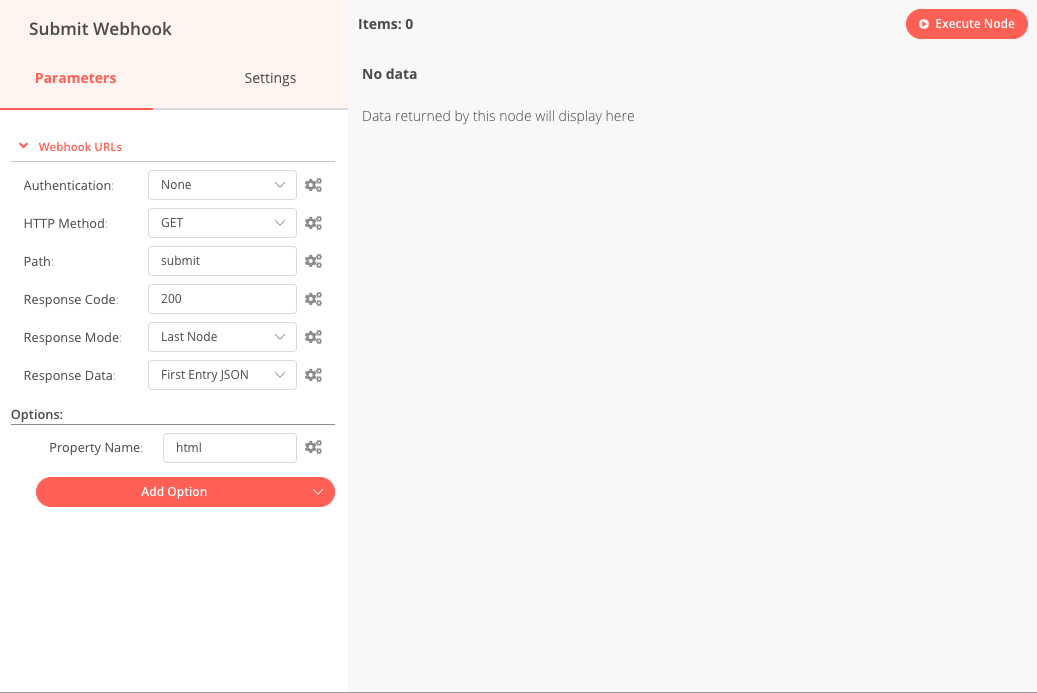 Submit Webhook
Parameters
Settings
Webhook URLs
Authentication:
None
HTTP Method:
GET
Path:
submit
Response Code:
200
Response Mode:
Last Node
Response Data:
First Entry JSON
Options:
Property Name:
html
Add Option
Items: 0
Execute Node
No data
Data returned by this node will display here